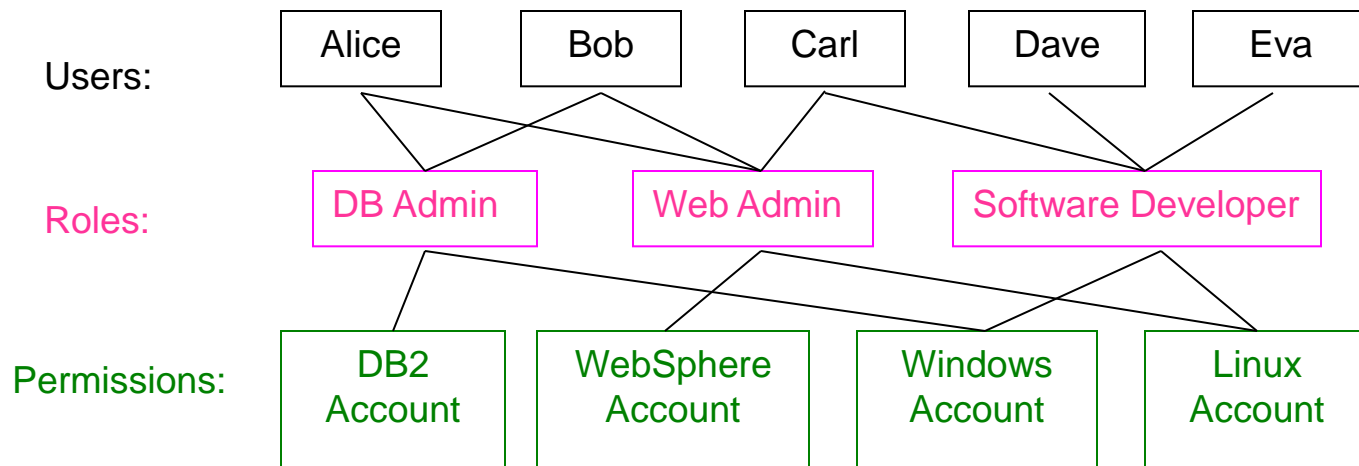 Users:
Alice
Bob
Carl
Dave
Eva
Roles:
DB Admin
Web Admin
Software Developer
Permissions:
DB2
Account
WebSphere
Account
Windows
Account
Linux
Account